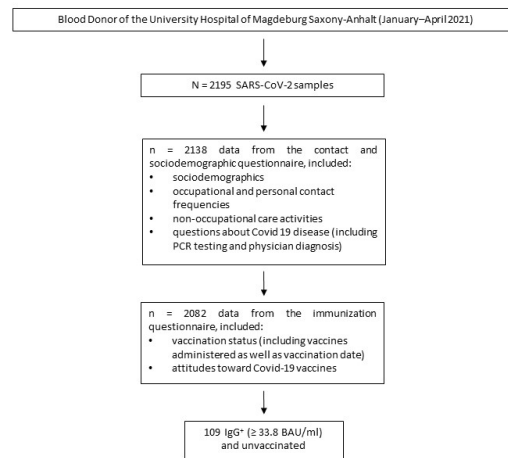 Blood Donor of the University Hospital of Magdeburg Saxony-Anhalt (January–April 2021)
N = 2195 SARS-CoV-2 samples
n = 2138 data from the contact and
sociodemographic questionnaire, included:
• sociodemographics
• occupational and personal contact
frequencies
• non-occupational care activities
• questions about Covid 19 disease (including
PCR testing and physician diagnosis)
n = 2082 data from the immunization
questionnaire, included:
• vaccination status (including vaccines
administered as well as vaccination date)
• attitudes toward Covid-19 vaccines
109 IgG⁺ (≥ 33.8 BAU/ml)
and unvaccinated